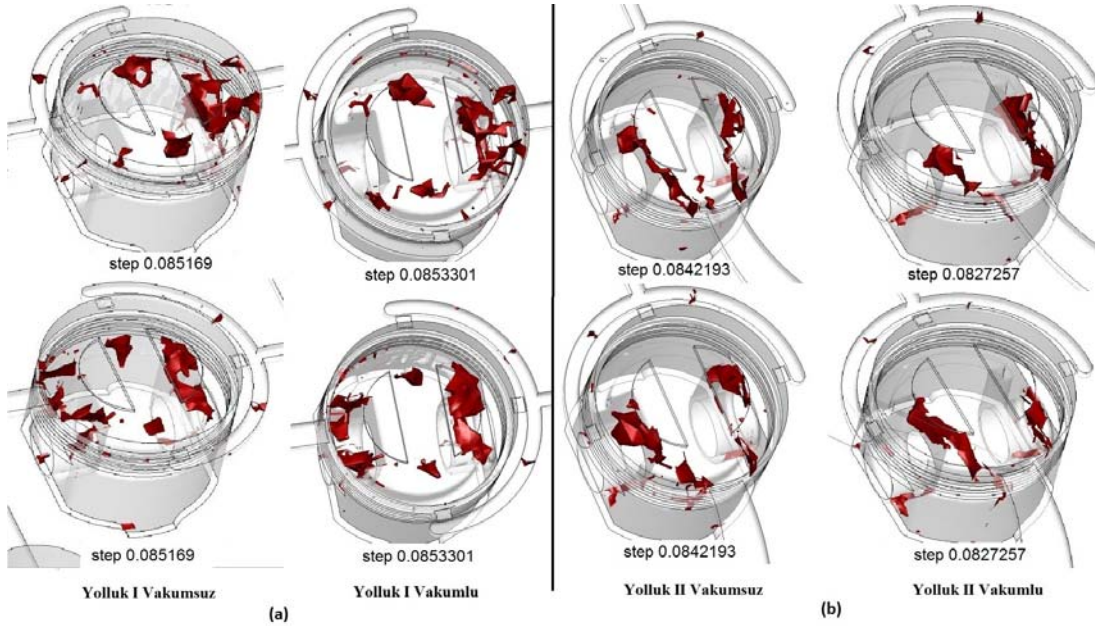 step 0.085169
step 0.0853301
step 0.0842193
step 0.0827257
step 0.085169
step 0.0853301
step 0.0842193
step 0.0827257
Yolluk I Vakumsuz
Yolluk I Vakumlu
Yolluk II Vakumsuz
Yolluk II Vakumlu
(a)
(b)